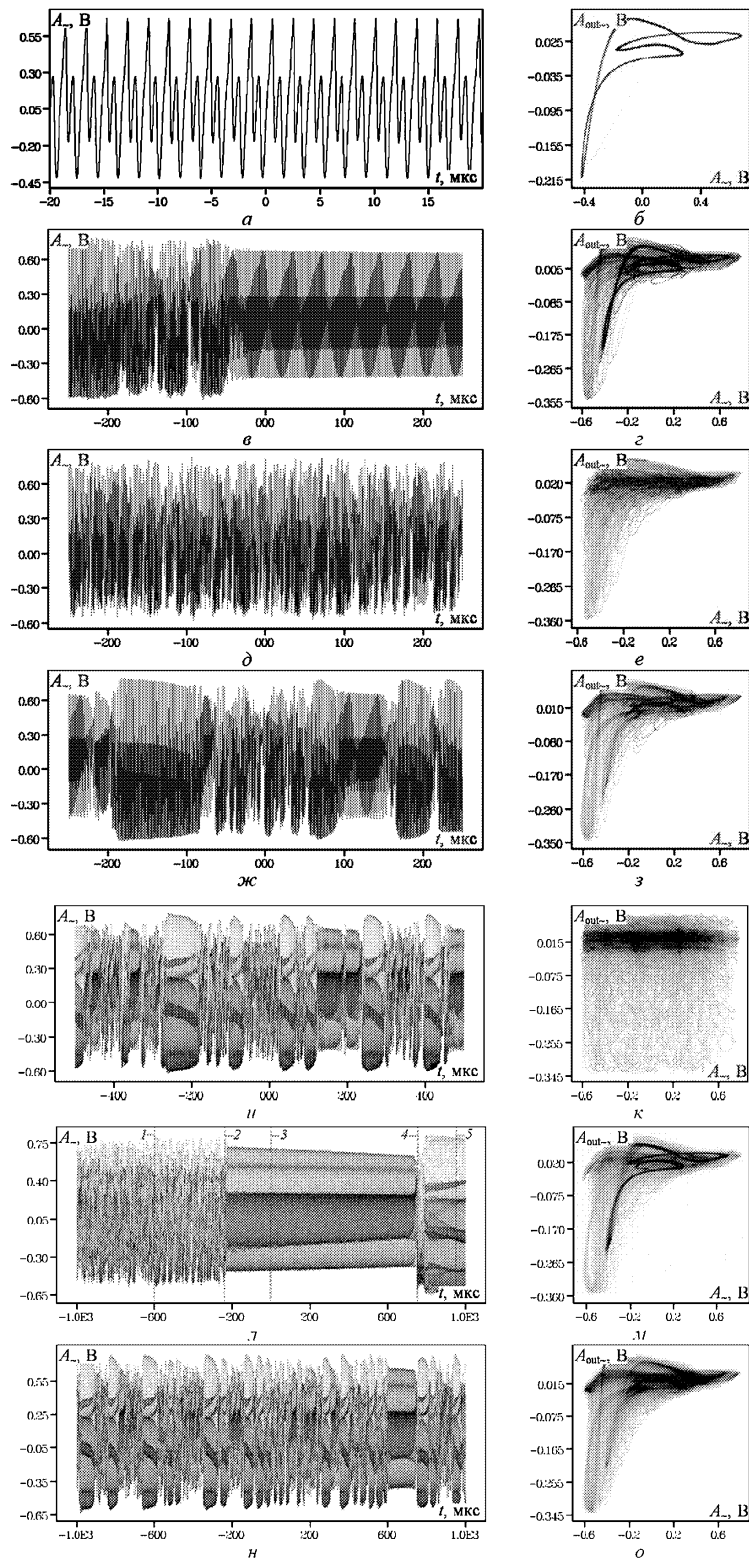 A~, В
0.55
0.30
0.05
-0.20
-0.45
-20 -15 -10 -5 0 5 10 15
t, мкс
а
Aout~, В
0.025
-0.035
-0.095
-0.155
-0.215
-0.4 0.0 0.4
A~, В
б
A~, В
0.60
0.30
0.00
-0.30
-0.60
-200 -100 000 100 200
t, мкс
в
Aout~, В
0.005
-0.085
-0.175
-0.265
-0.355
-0.6 -0.2 0.2 0.6
A~, В
г
A~, В
0.60
0.30
0.00
-0.30
-0.60
-200 -100 000 100 200
t, мкс
д
Aout~, В
0.020
-0.075
-0.170
-0.265
-0.360
-0.6 -0.2 0.2 0.6
A~, В
е
A~, В
0.60
0.30
0.00
-0.30
-0.60
-200 -100 000 100 200
t, мкс
ж
Aout~, В
0.010
-0.080
-0.170
-0.260
-0.350
-0.6 -0.2 0.2 0.6
A~, В
з
A~, В
0.60
0.30
0.00
-0.30
-0.60
-400 -200 000 200 400
t, мкс
и
Aout~, В
0.015
-0.075
-0.165
-0.255
-0.345
-0.6 -0.2 0.2 0.6
A~, В
к
A~, В
1 2 3 4 5
0.75
0.40
0.05
-0.30
-0.65
-1.0E3 -600 -200 200 600 1.0E3
t, мкс
л
Aout~, В
0.020
-0.075
-0.170
-0.265
-0.360
-0.6 -0.2 0.2 0.6
A~, В
м
A~, В
0.55
0.25
-0.05
-0.35
-0.65
-1.0E3 -600 -200 200 600 1.0E3
t, мкс
н
Aout~, В
0.015
-0.075
-0.165
-0.255
-0.345
-0.6 -0.2 0.2 0.6
A~, В
о